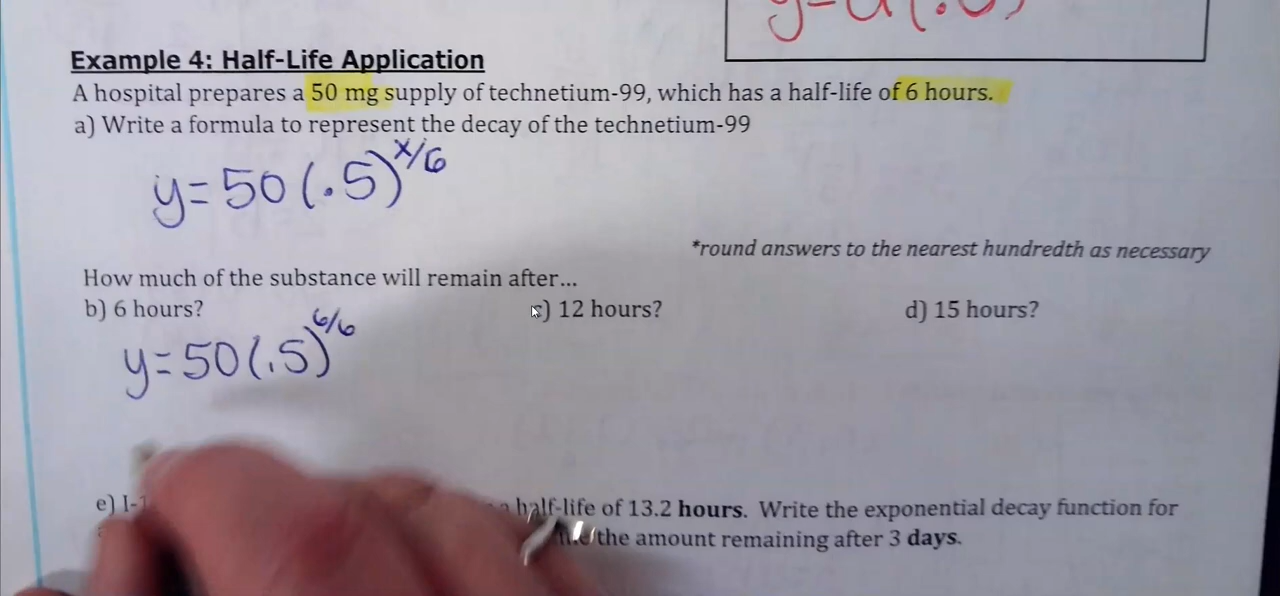 Example 4: Half-Life Application
A hospital prepares a 50 mg supply of technetium-99, which has a half-life of 6 hours.
a) Write a formula to represent the decay of the technetium-99
y=50(.5)^x/6
*round answers to the nearest hundredth as necessary
How much of the substance will remain after...
b) 6 hours? c) 12 hours? d) 15 hours?
y=50(.5)^6/6
e) half-life of 13.2 hours. Write the exponential decay function for
the amount remaining after 3 days.